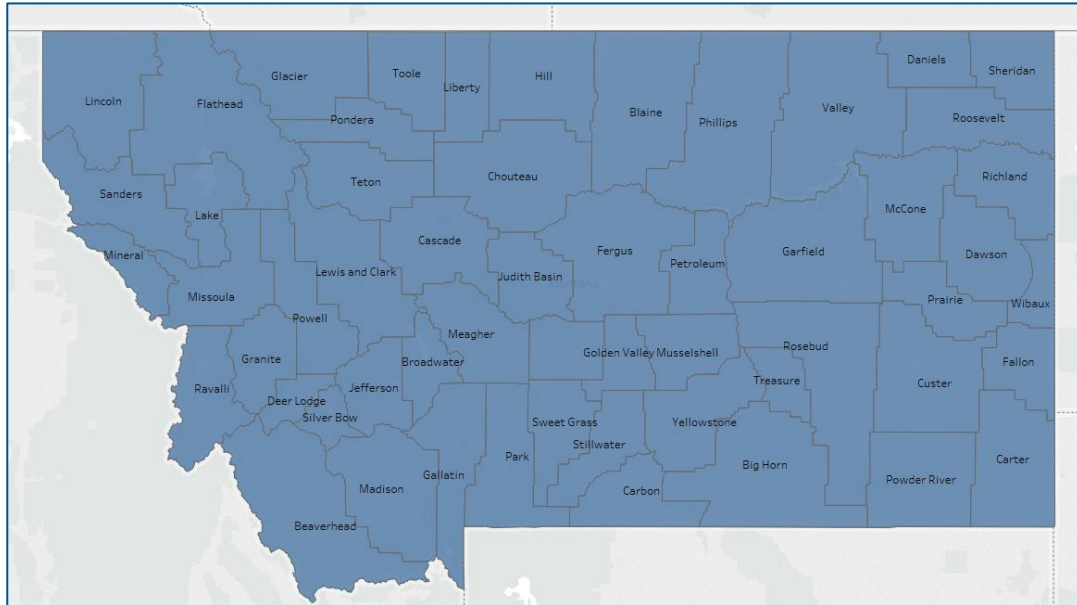 Daniels
Sheridan
Glacier
Toole
Hill
Liberty
Lincoln
Flathead
Blaine
Valley
Phillips
Roosevelt
Pondera
Richland
Teton
Chouteau
Sanders
McCone
Lake
Cascade
Fergus
Garfield
Dawson
Mineral
Lewis and Clark
Judith Basin
Petroleum
Montana
Missoula
Prairie
Wibaux
Powell
Meagher
Rosebud
Granite
Broadwater
Golden Valley
Musselshell
Fallon
Ravalli
Jefferson
Treasure
Custer
Deer Lodge
Silver Bow
Sweet Grass
Yellowstone
Stillwater
Park
Carter
Gallatin
Big Horn
Powder River
Madison
Carbon
Beaverhead